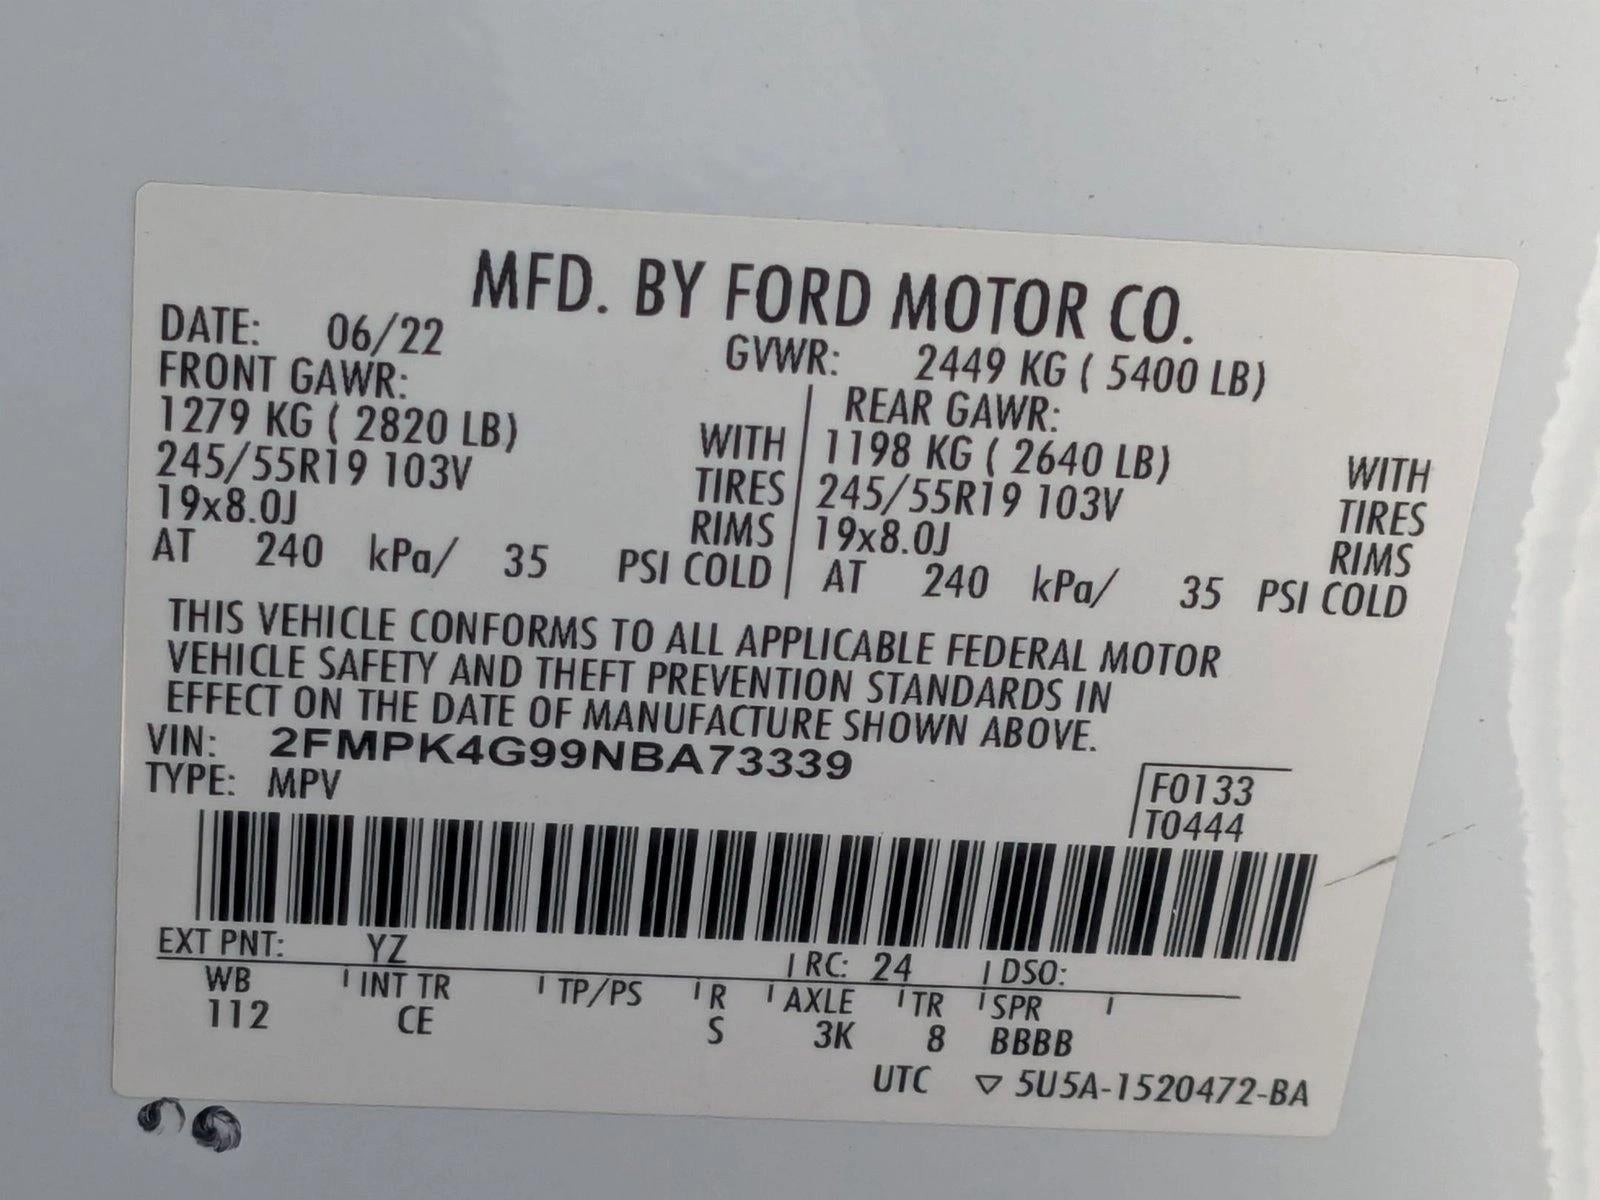 MFD. BY FORD MOTOR CO.
DATE: 06/22 GVWR: 2449 KG ( 5400 LB)
FRONT GAWR: REAR GAWR:
1279 KG ( 2820 LB) WITH 1198 KG ( 2640 LB) WITH
245/55R19 103V TIRES 245/55R19 103V TIRES
19x8.0J RIMS 19x8.0J RIMS
AT 240 kPa/ 35 PSI COLD AT 240 kPa/ 35 PSI COLD
THIS VEHICLE CONFORMS TO ALL APPLICABLE FEDERAL MOTOR
VEHICLE SAFETY AND THEFT PREVENTION STANDARDS IN
EFFECT ON THE DATE OF MANUFACTURE SHOWN ABOVE.
VIN: 2FMPK4G99NBA73339
TYPE: MPV F0133
T0444
EXT PNT: YZ RC: 24 DSO:
WB INT TR TP/PS R AXLE TR SPR
112 CE S 3K 8 BBBB
UTC ▽ 5U5A-1520472-BA